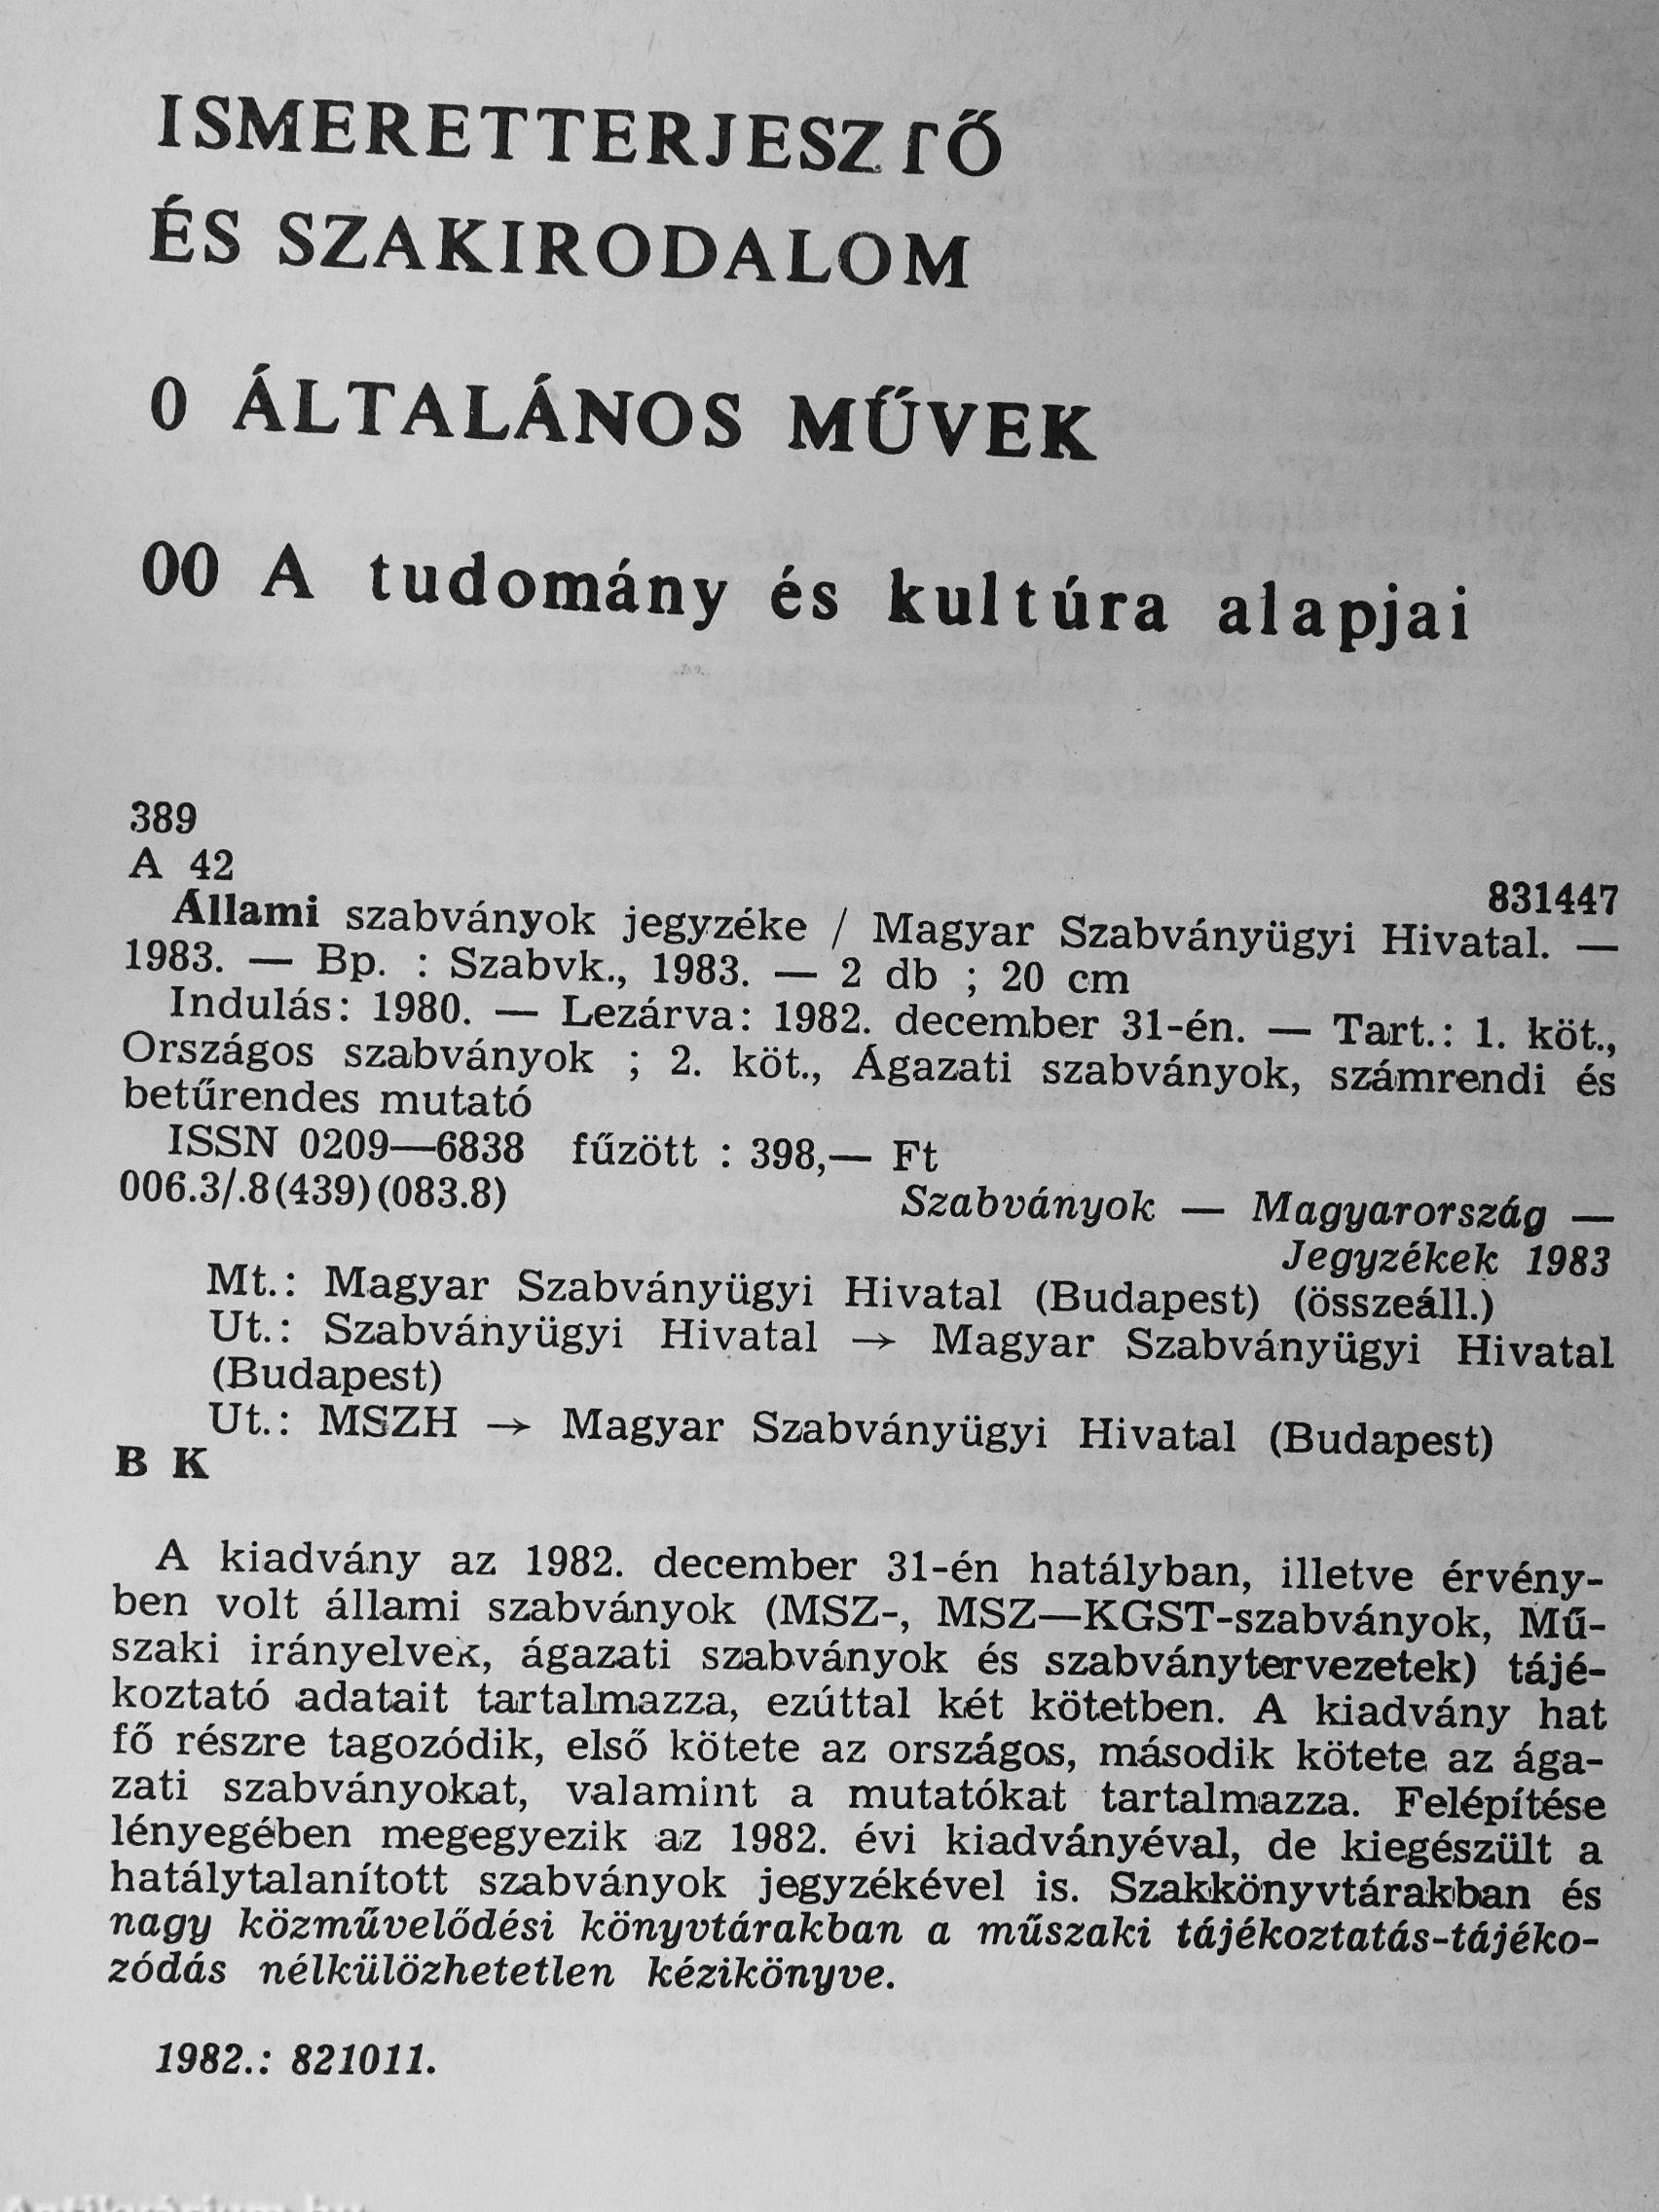 ISMERETTERJESZTŐ
ÉS SZAKIRODALOM
0 ÁLTALÁNOS MŰVEK
00 A tudomány és kultúra alapjai
389
A 42
831447
Állami szabványok jegyzéke / Magyar Szabványügyi Hivatal. —
1983. — Bp. : Szabvk., 1983. — 2 db ; 20 cm
Indulás: 1980. — Lezárva: 1982. december 31-én. — Tart.: 1. köt.,
Országos szabványok ; 2. köt., Ágazati szabványok, számrendi és
betűrendes mutató
ISSN 0209—6838 fűzött : 398,— Ft
006.3/.8(439)(083.8) Szabványok — Magyarország —
Jegyzékek 1983
Mt.: Magyar Szabványügyi Hivatal (Budapest) (összeáll.)
Ut.: Szabványügyi Hivatal → Magyar Szabványügyi Hivatal
(Budapest)
Ut.: MSZH → Magyar Szabványügyi Hivatal (Budapest)
B K
A kiadvány az 1982. december 31-én hatályban, illetve érvény-
ben volt állami szabványok (MSZ-, MSZ—KGST-szabványok, Mű-
szaki irányelvek, ágazati szabványok és szabványtervezetek) tájé-
koztató adatait tartalmazza, ezúttal két kötetben. A kiadvány hat
fő részre tagozódik, első kötete az országos, második kötete az ága-
zati szabványokat, valamint a mutatókat tartalmazza. Felépítése
lényegében megegyezik az 1982. évi kiadványéval, de kiegészült a
hatálytalanított szabványok jegyzékével is. Szakkönyvtárakban és
nagy közművelődési könyvtárakban a műszaki tájékoztatás-tájéko-
zódás nélkülözhetetlen kézikönyve.
1982.: 821011.